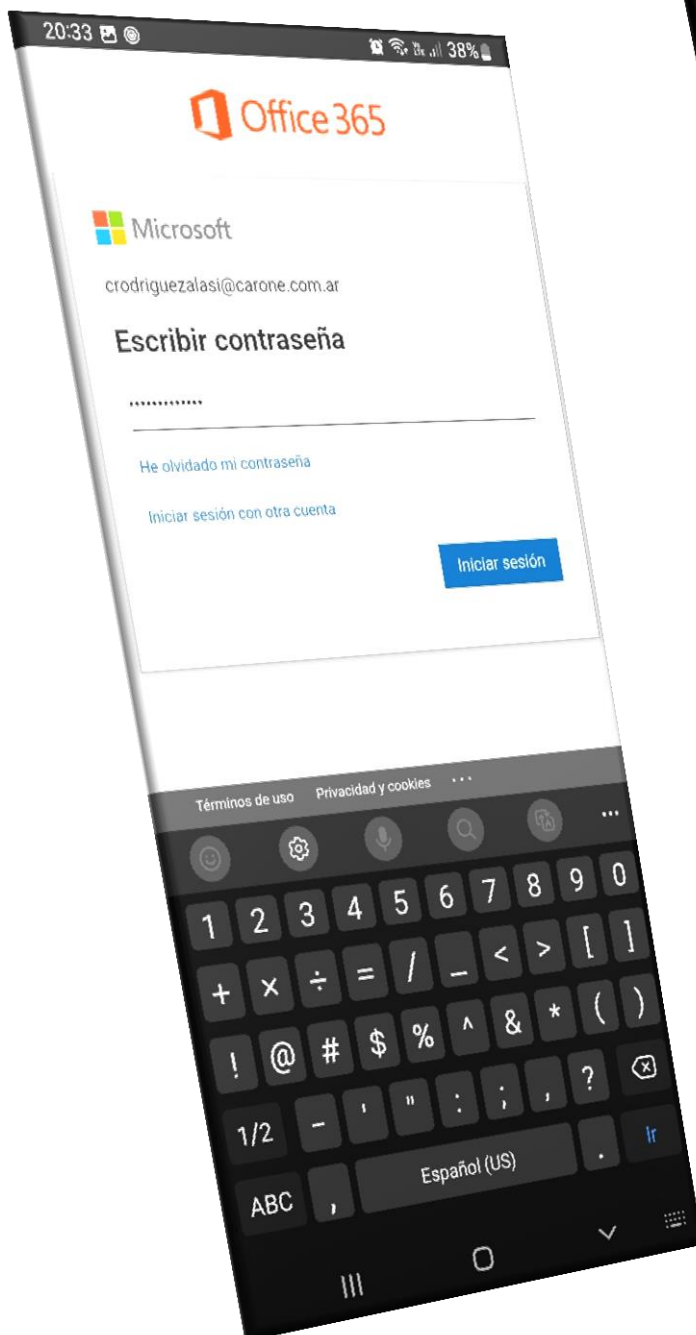 20:33 38%
Office 365
Microsoft
crodriguezalasi@carone.com.ar
Escribir contraseña
.............
He olvidado mi contraseña
Iniciar sesión con otra cuenta
Iniciar sesión
Términos de uso Privacidad y cookies ...
...
1 2 3 4 5 6 7 8 9 0
+ × ÷ = / _ < > [ ]
! @ # $ % ^ & * ( )
1/2 - ' " : ; , ?
ABC , Español (US) . Ir